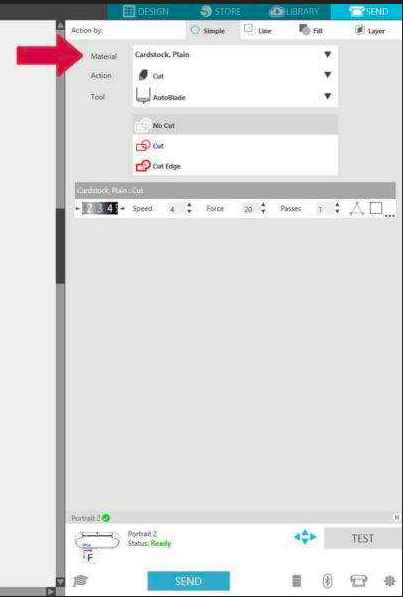 DESIGN STORE LIBRARY SEND
Action by: Simple Line Fill Layer
Material Cardstock, Plain
Action Cut
Tool AutoBlade
No Cut
Cut
Cut Edge
Cardstock, Plain : Cut
2 3 4 5 Speed 4 Force 20 Passes 1
Portrait 2
Portrait 2
Status: Ready
F
TEST
SEND